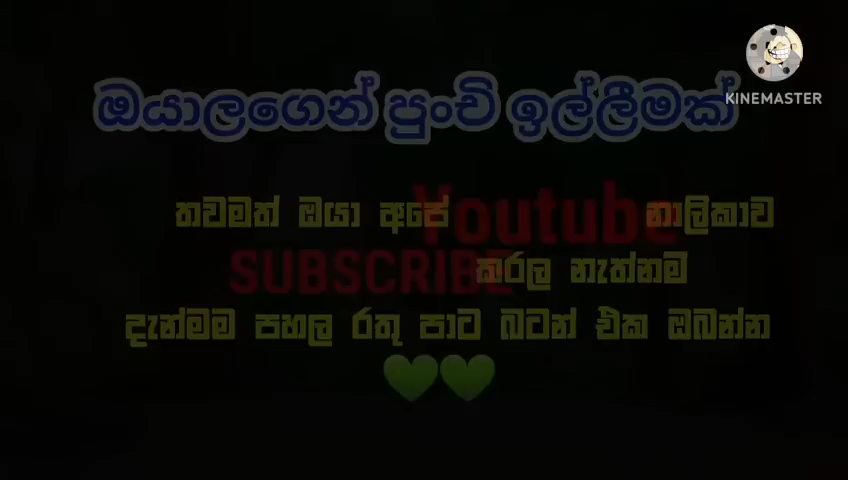 KINEMASTER
ඔයාලගෙන් පුංචි ඉල්ලීමක්
තවමත් ඔයා අපේ Youtube නාලිකාව
SUBSCRIBE කරල නැත්නම්
දැන්මම පහල රතු පාට බටන් එක ඔබන්න